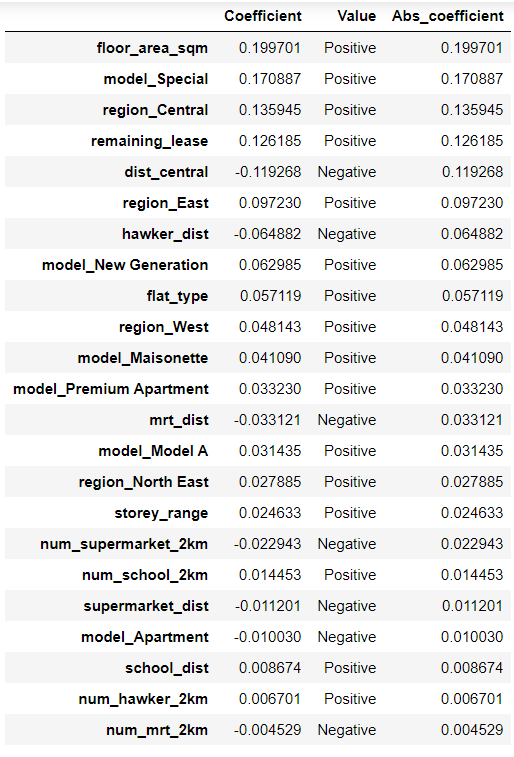 Coefficient Value Abs_coefficient
floor_area_sqm 0.199701 Positive 0.199701
model_Special 0.170887 Positive 0.170887
region_Central 0.135945 Positive 0.135945
remaining_lease 0.126185 Positive 0.126185
dist_central -0.119268 Negative 0.119268
region_East 0.097230 Positive 0.097230
hawker_dist -0.064882 Negative 0.064882
model_New Generation 0.062985 Positive 0.062985
flat_type 0.057119 Positive 0.057119
region_West 0.048143 Positive 0.048143
model_Maisonette 0.041090 Positive 0.041090
model_Premium Apartment 0.033230 Positive 0.033230
mrt_dist -0.033121 Negative 0.033121
model_Model A 0.031435 Positive 0.031435
region_North East 0.027885 Positive 0.027885
storey_range 0.024633 Positive 0.024633
num_supermarket_2km -0.022943 Negative 0.022943
num_school_2km 0.014453 Positive 0.014453
supermarket_dist -0.011201 Negative 0.011201
model_Apartment -0.010030 Negative 0.010030
school_dist 0.008674 Positive 0.008674
num_hawker_2km 0.006701 Positive 0.006701
num_mrt_2km -0.004529 Negative 0.004529